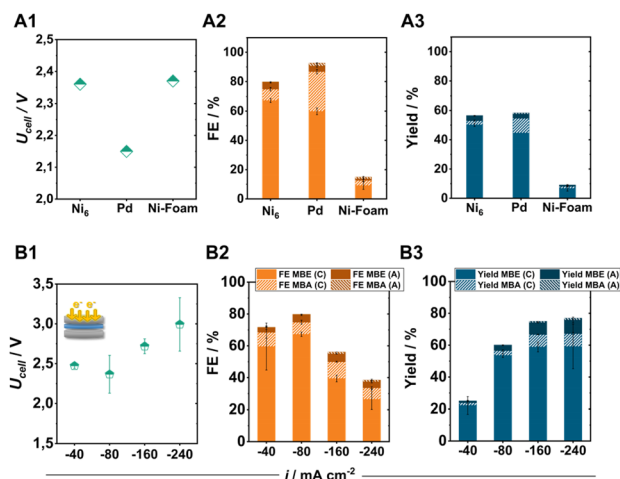 A1
A2
A3
U_cell / V
2,5
2,4
2,3
2,2
2,1
2,0
Ni₆
Pd
Ni-Foam
FE / %
100
80
60
40
20
0
Ni₆
Pd
Ni-Foam
Yield / %
100
80
60
40
20
0
Ni₆
Pd
Ni-Foam
B1
B2
B3
U_cell / V
3,5
3,0
2,5
2,0
1,5
e⁻ e⁻
-40
-80
-160
-240
FE MBE (C)
FE MBE (A)
FE MBA (C)
FE MBA (A)
FE / %
100
80
60
40
20
0
-40
-80
-160
-240
Yield MBE (C)
Yield MBE (A)
Yield MBA (C)
Yield MBA (A)
Yield / %
100
80
60
40
20
0
-40
-80
-160
-240
i / mA cm⁻²